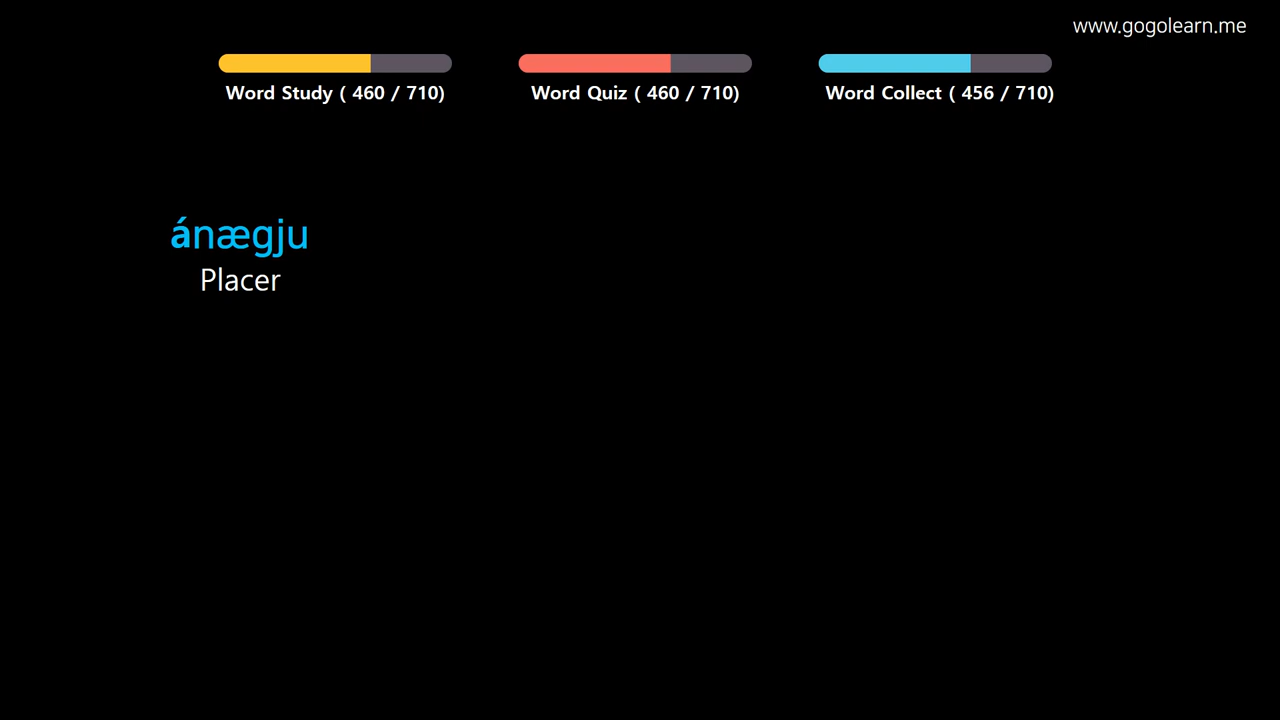 www.gogolearn.me
Word Study ( 460 / 710)
Word Quiz ( 460 / 710)
Word Collect ( 456 / 710)
ánægju
Placer